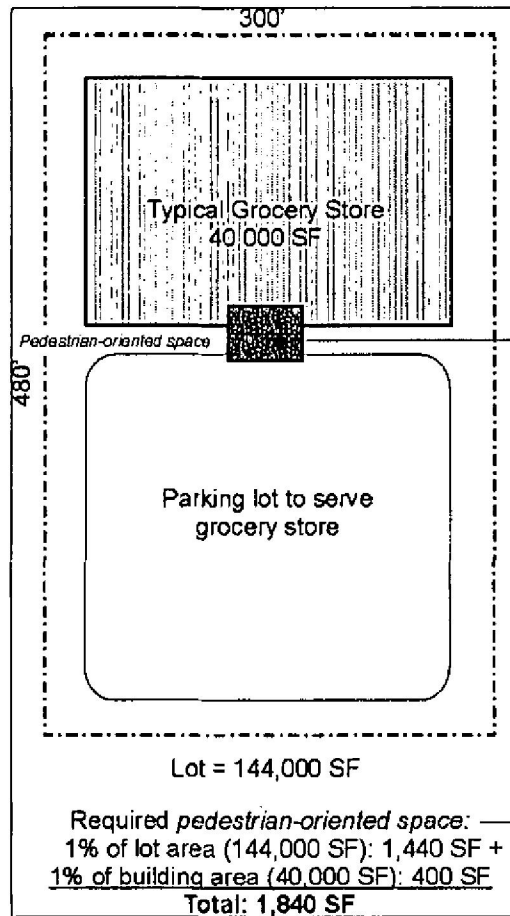 300'
Typical Grocery Store
40,000 SF
Pedestrian-oriented space
480'
Parking lot to serve
grocery store
Lot = 144,000 SF
Required pedestrian-oriented space:
1% of lot area (144,000 SF): 1,440 SF +
1% of building area (40,000 SF): 400 SF
Total: 1,840 SF